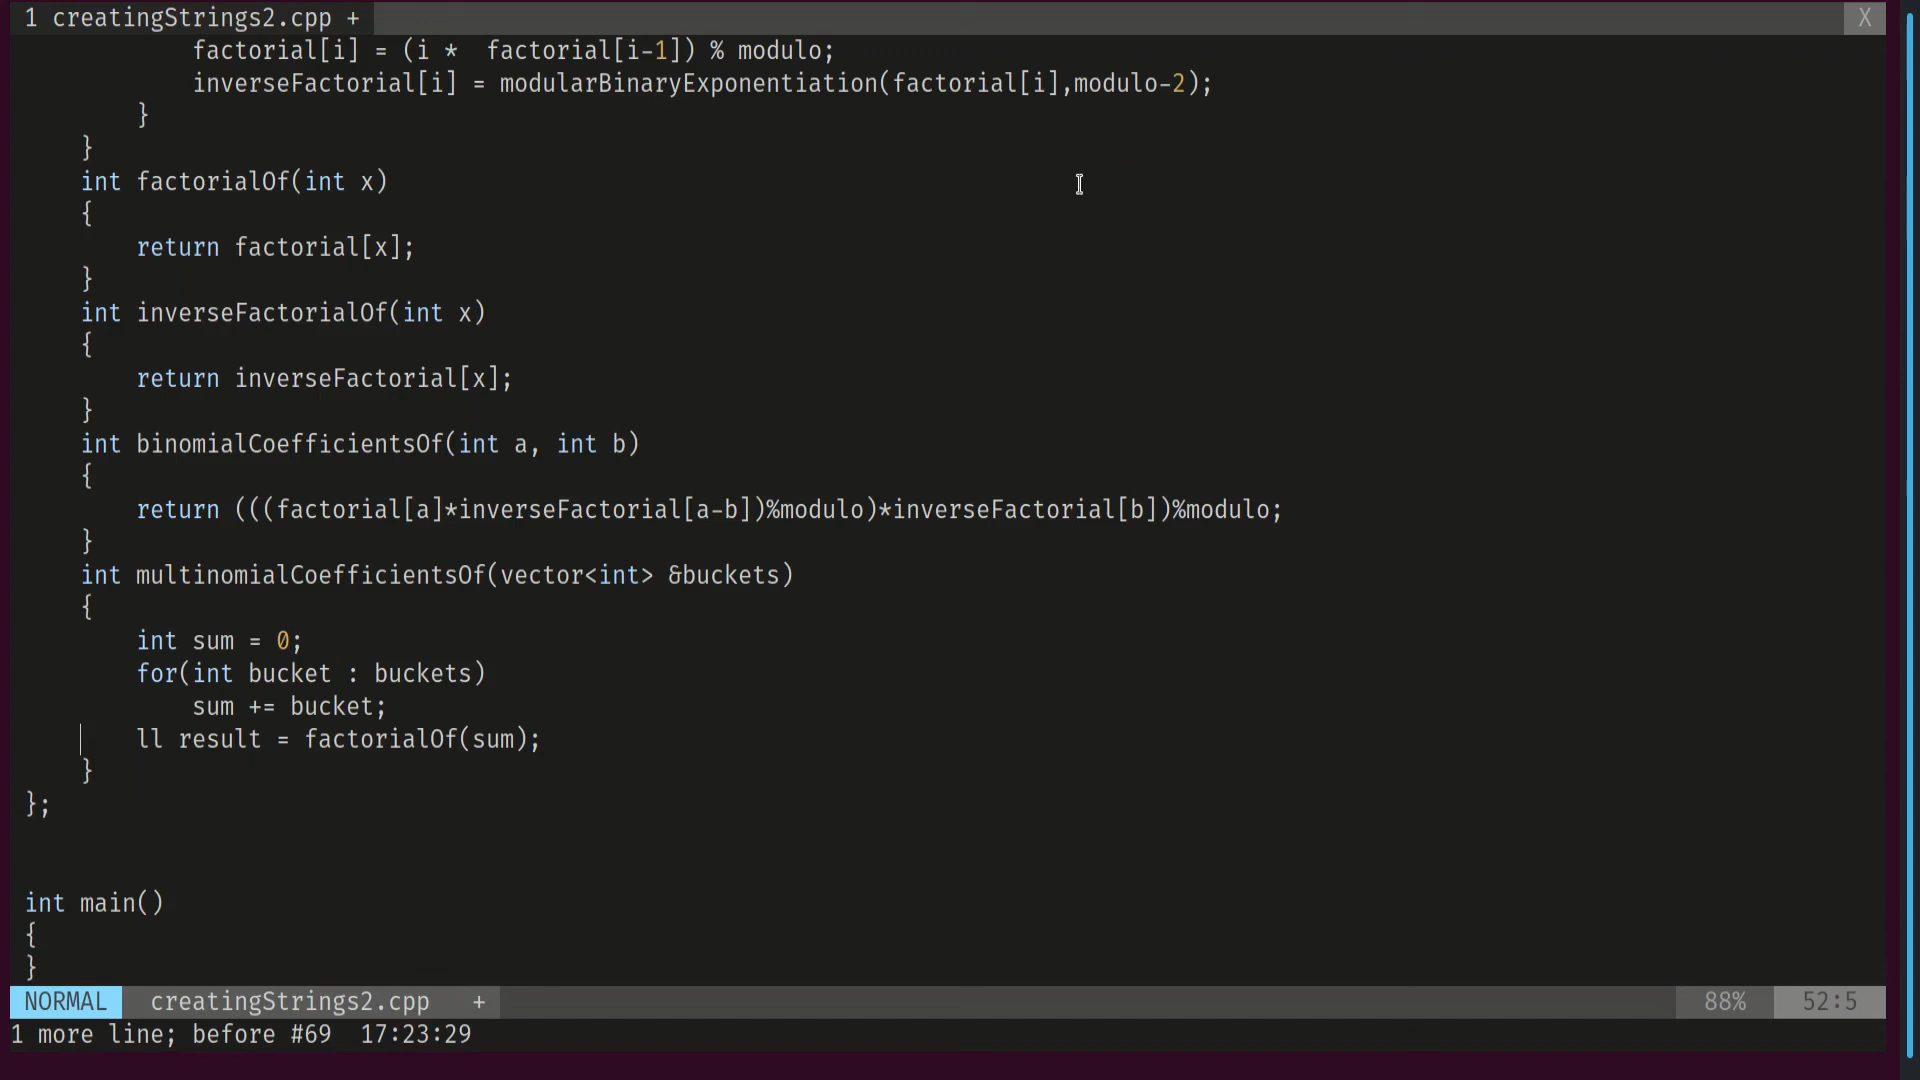 1 creatingStrings2.cpp + X
factorial[i] = (i *  factorial[i-1]) % modulo;
inverseFactorial[i] = modularBinaryExponentiation(factorial[i],modulo-2);
}
}
int factorialOf(int x)
{
return factorial[x];
}
int inverseFactorialOf(int x)
{
return inverseFactorial[x];
}
int binomialCoefficientsOf(int a, int b)
{
return (((factorial[a]*inverseFactorial[a-b])%modulo)*inverseFactorial[b])%modulo;
}
int multinomialCoefficientsOf(vector<int> &buckets)
{
int sum = 0;
for(int bucket : buckets)
sum += bucket;
ll result = factorialOf(sum);
}
};
int main()
{
}
NORMAL creatingStrings2.cpp + 88% 52:5
1 more line; before #69  17:23:29